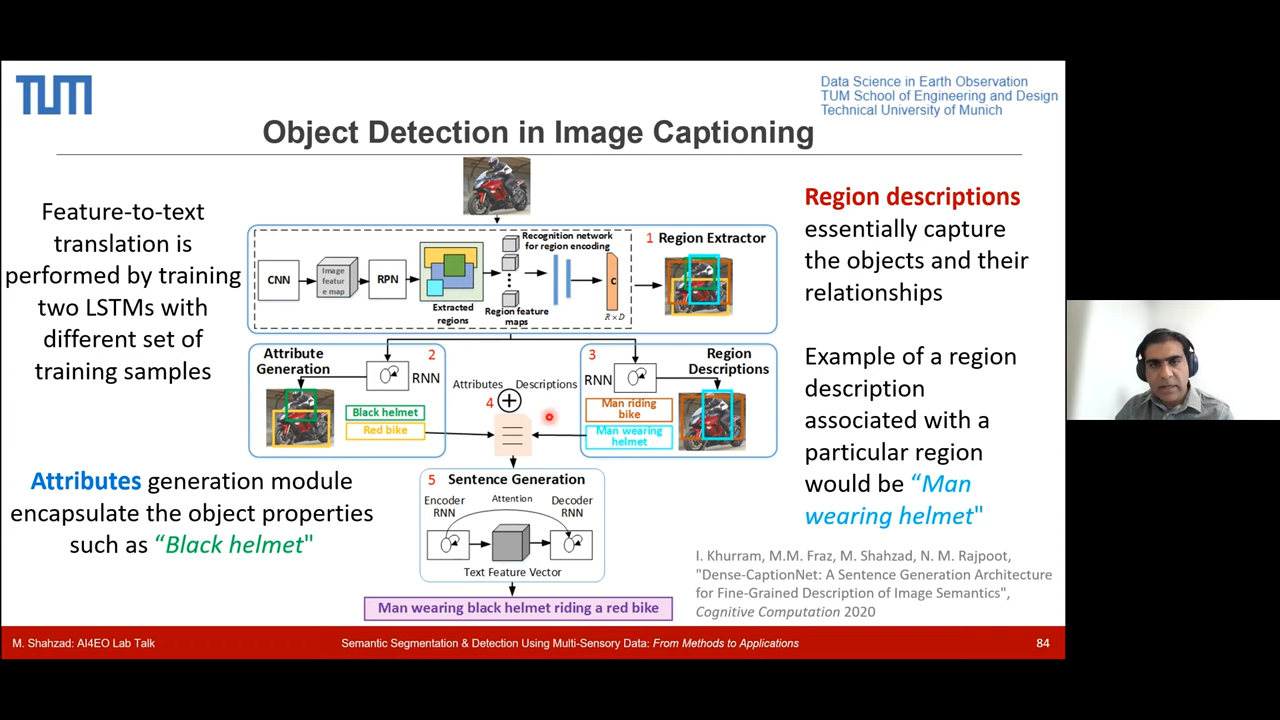 TUM
Data Science in Earth Observation
TUM School of Engineering and Design
Technical University of Munich
Object Detection in Image Captioning
Feature-to-text
translation is
performed by training
two LSTMs with
different set of
training samples
Attributes generation module
encapsulate the object properties
such as “Black helmet"
1 Region Extractor
CNN
Image
featur
e map
RPN
Extracted
regions
Recognition network
for region encoding
Region feature
maps
C
R × D
Attribute
Generation
2
RNN
Black helmet
Red bike
Attributes
Descriptions
4
3
RNN
Region
Descriptions
Man riding
bike
Man wearing
helmet
5 Sentence Generation
Encoder
RNN
Attention
Decoder
RNN
Text Feature Vector
Man wearing black helmet riding a red bike
Region descriptions
essentially capture
the objects and their
relationships
Example of a region
description
associated with a
particular region
would be “Man
wearing helmet"
I. Khurram, M.M. Fraz, M. Shahzad, N. M. Rajpoot,
"Dense-CaptionNet: A Sentence Generation Architecture
for Fine-Grained Description of Image Semantics",
Cognitive Computation 2020
M. Shahzad: AI4EO Lab Talk
Semantic Segmentation & Detection Using Multi-Sensory Data: From Methods to Applications
84